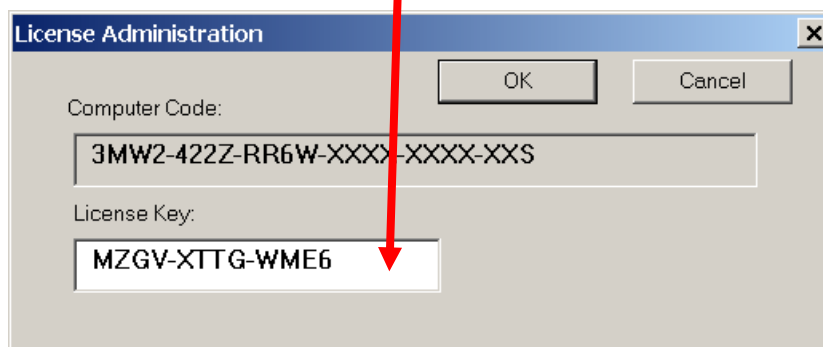 License Administration
OK Cancel
Computer Code:
3MW2-422Z-RR6W-XXXX-XXXX-XXS
License Key:
MZGV-XTTG-WME6